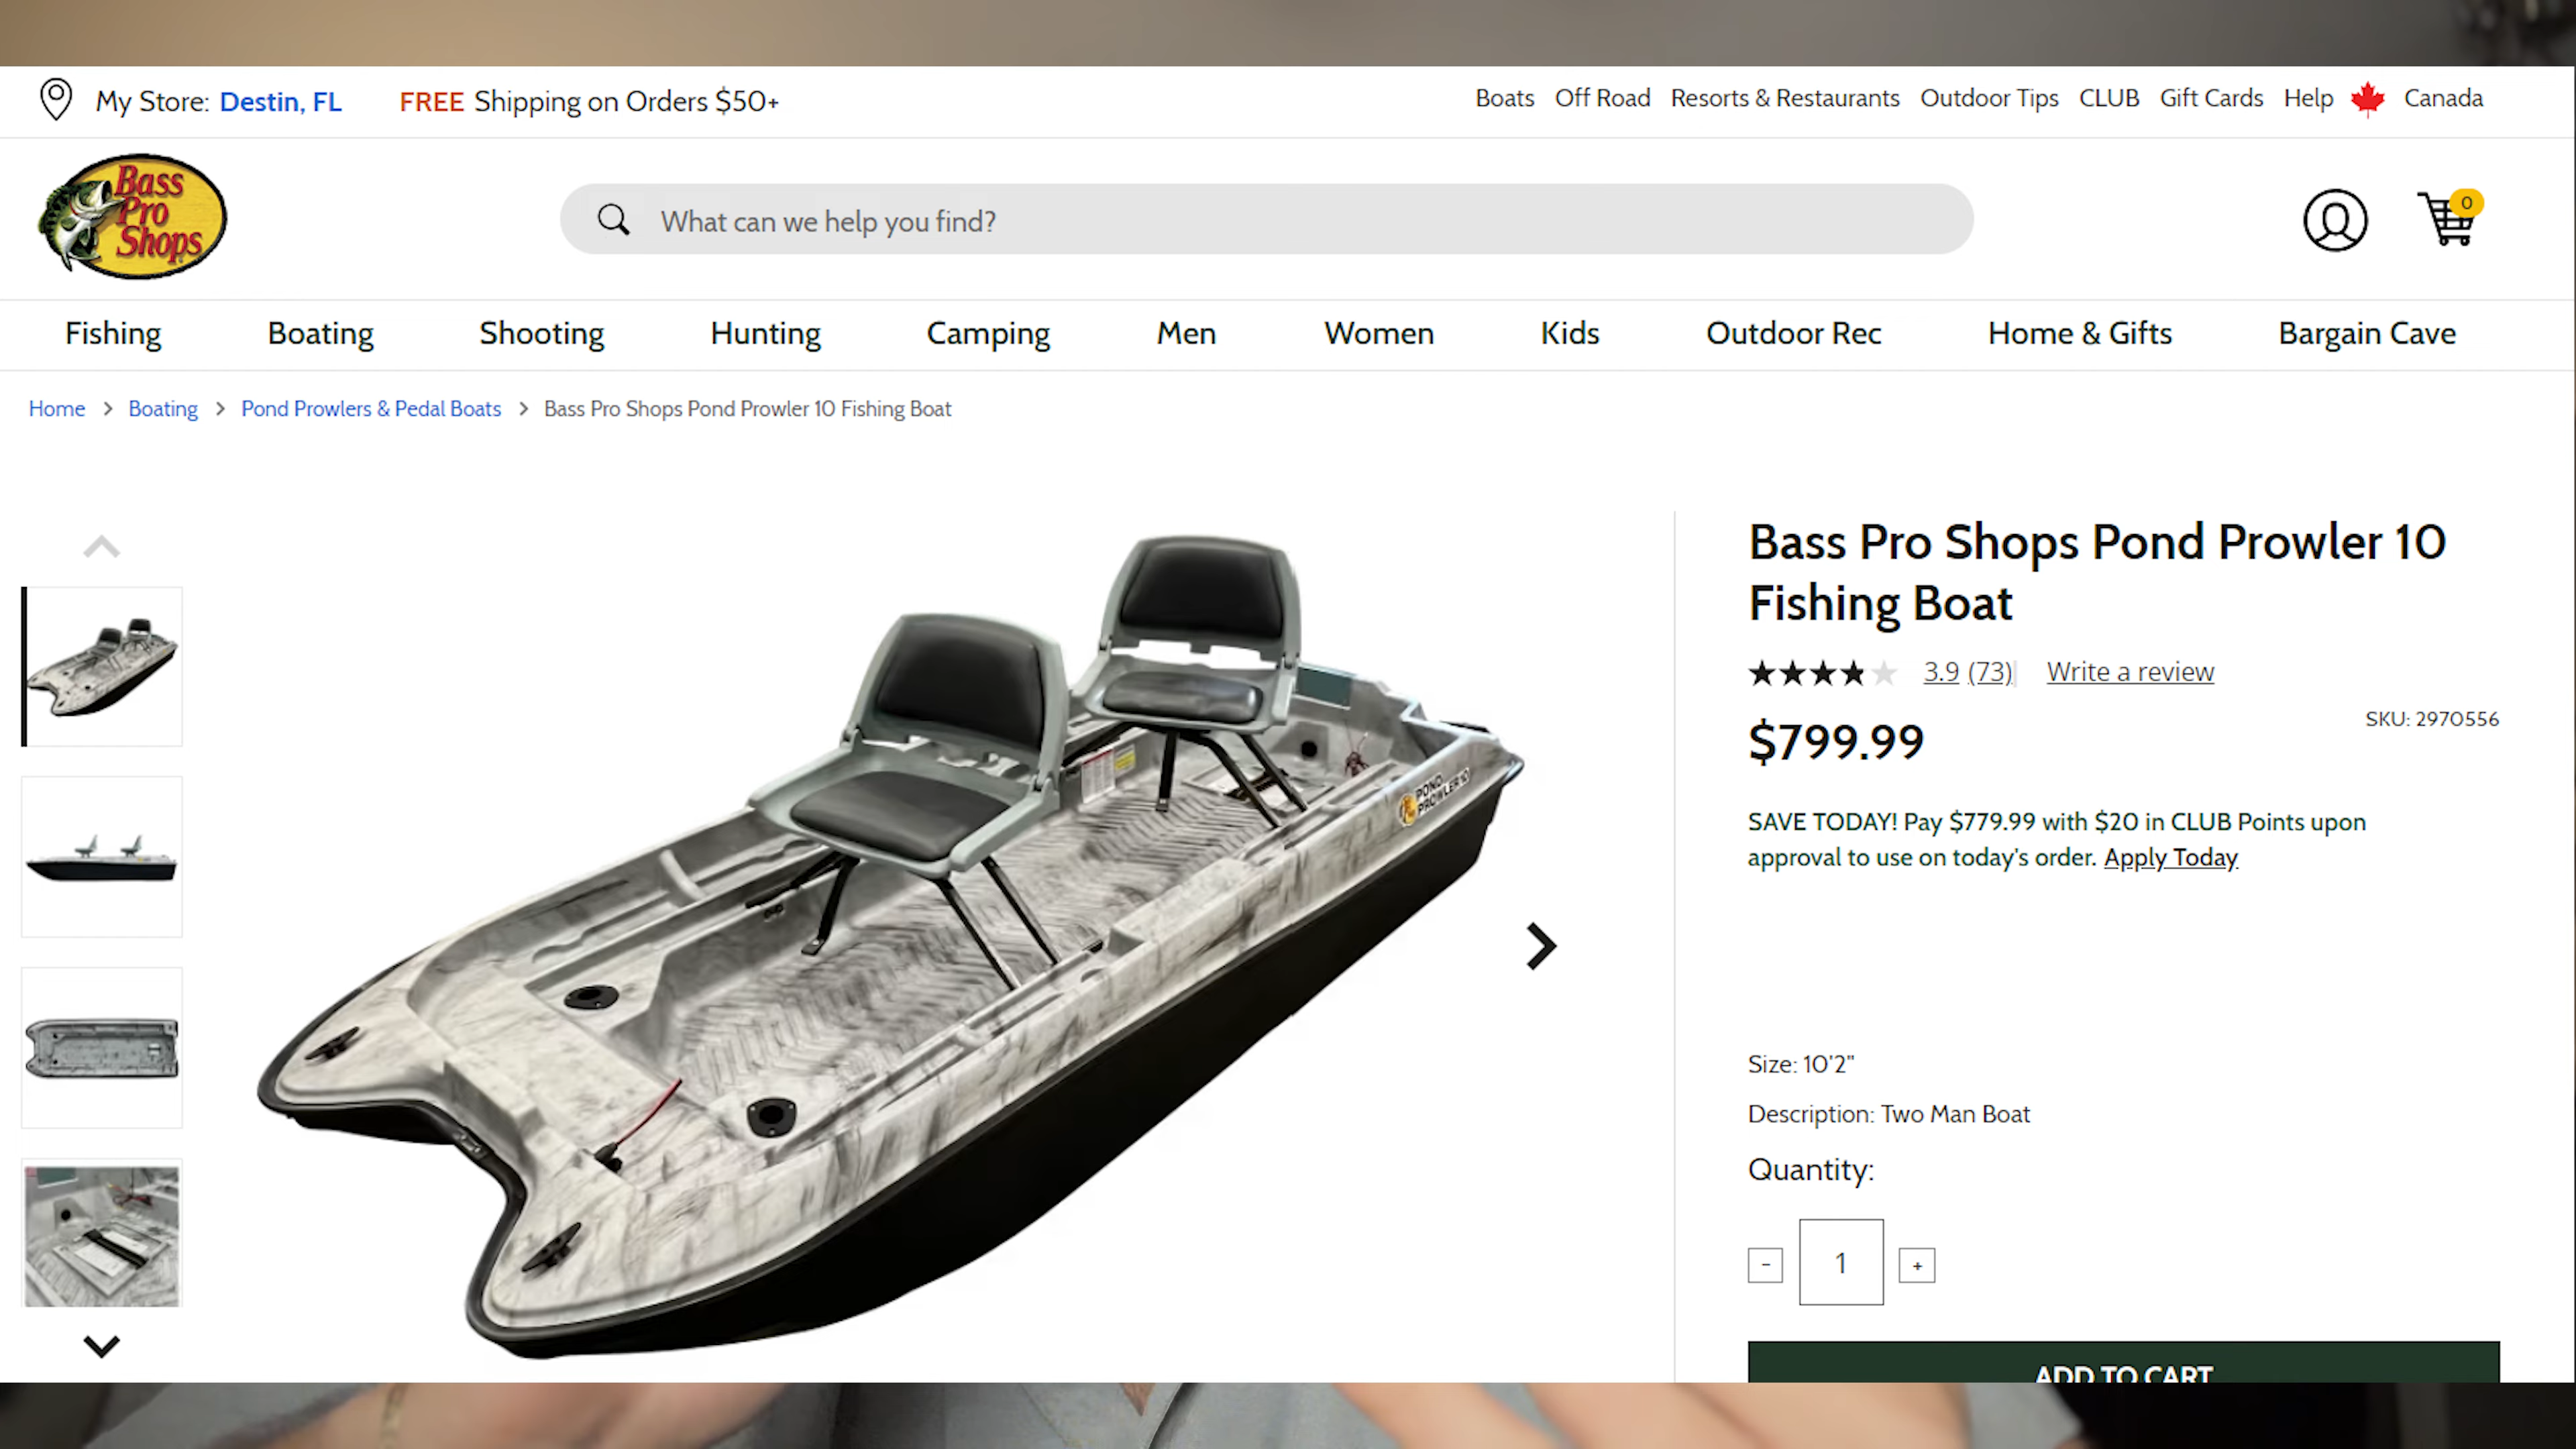 My Store: Destin, FL
FREE Shipping on Orders $50+
Boats Off Road Resorts & Restaurants Outdoor Tips CLUB Gift Cards Help Canada
Bass
Pro
Shops
What can we help you find?
0
Fishing Boating Shooting Hunting Camping Men Women Kids Outdoor Rec Home & Gifts Bargain Cave
Home > Boating > Pond Prowlers & Pedal Boats > Bass Pro Shops Pond Prowler 10 Fishing Boat
POND
PROWLER 10
Bass Pro Shops Pond Prowler 10
Fishing Boat
3.9 (73) Write a review
SKU: 2970556
$799.99
SAVE TODAY! Pay $779.99 with $20 in CLUB Points upon
approval to use on today's order. Apply Today
Size: 10'2"
Description: Two Man Boat
Quantity:
- 1 +
ADD TO CART